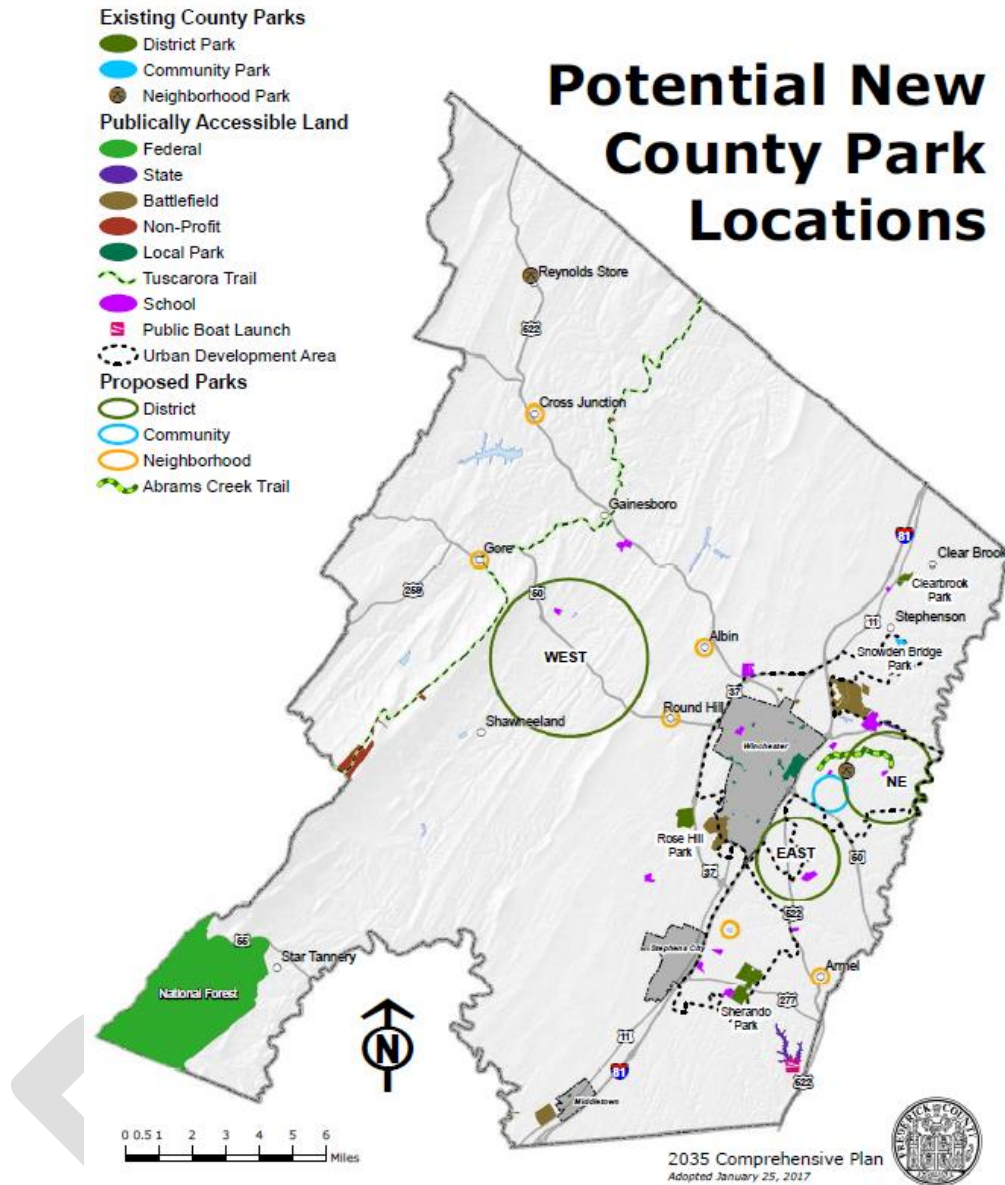 Existing County Parks
District Park
Community Park
Neighborhood Park
Publically Accessible Land
Federal
State
Battlefield
Non-Profit
Local Park
Tuscarora Trail
School
Public Boat Launch
Urban Development Area
Proposed Parks
District
Community
Neighborhood
Abrams Creek Trail
Potential New
County Park
Locations
Reynolds Store
522
Cross Junction
Gainesboro
81
Gore
Clear Brook
259
50
Clearbrook
Park
11
Stephenson
WEST
Albin
Snowden Bridge
Park
37
Round Hill
Shawneeland
Winchester
NE
Rose Hill
Park
EAST
50
37
522
Stephens City
55
Star Tannery
Armel
National Forest
277
Sherando
Park
N
11
81
522
Middletown
0 0.5 1 2 3 4 5 6
Miles
2035 Comprehensive Plan
Adopted January 25, 2017
FREDERICK COUNTY